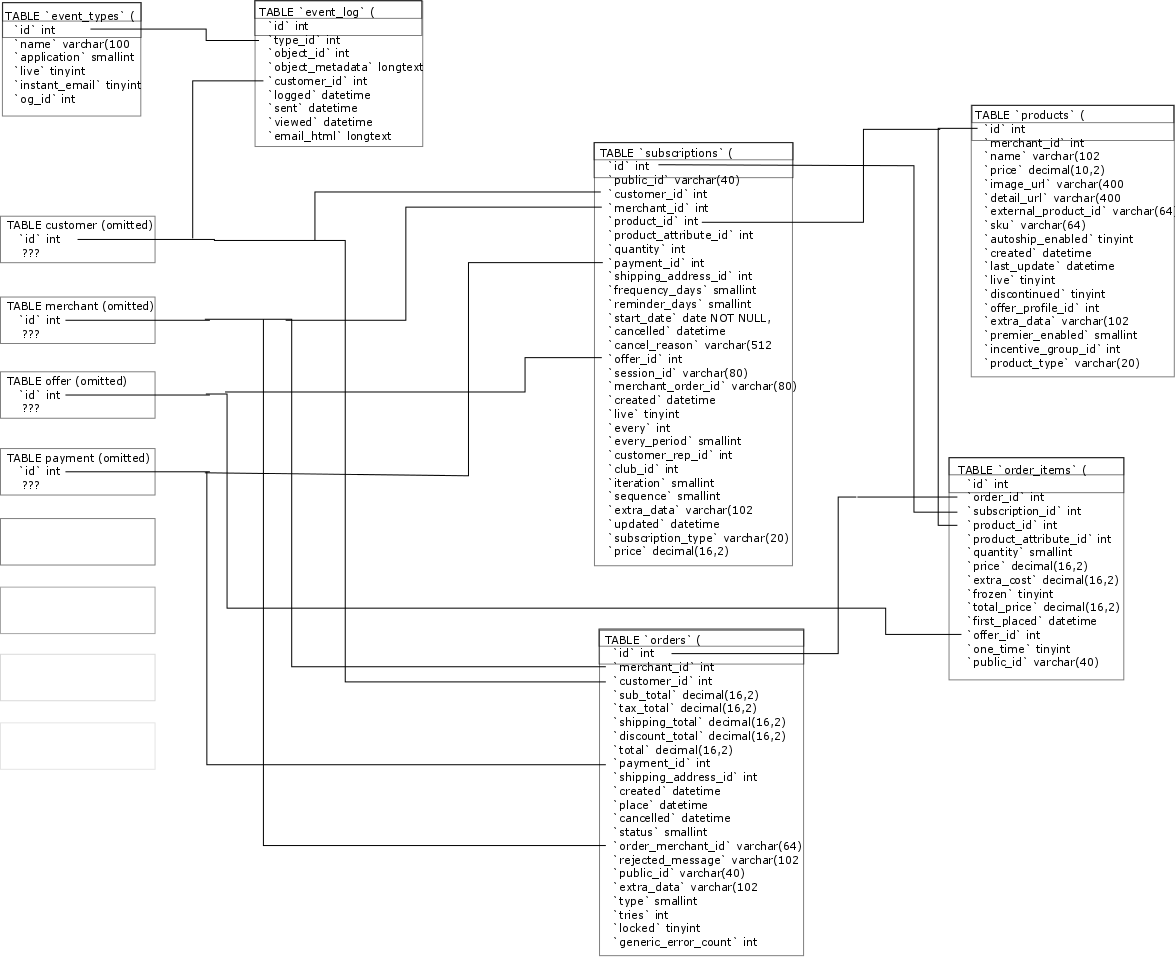 TABLE `event_types` (
`id` int
`name` varchar(100
`application` smallint
`live` tinyint
`instant_email` tinyint
`og_id` int
TABLE `event_log` (
`id` int
`type_id` int
`object_id` int
`object_metadata` longtext
`customer_id` int
`logged` datetime
`sent` datetime
`viewed` datetime
`email_html` longtext
TABLE customer (omitted)
`id` int
???
TABLE merchant (omitted)
`id` int
???
TABLE offer (omitted)
`id` int
???
TABLE payment (omitted)
`id` int
???
TABLE `subscriptions` (
`id` int
`public_id` varchar(40)
`customer_id` int
`merchant_id` int
`product_id` int
`product_attribute_id` int
`quantity` int
`payment_id` int
`shipping_address_id` int
`frequency_days` smallint
`reminder_days` smallint
`start_date` date NOT NULL,
`cancelled` datetime
`cancel_reason` varchar(512
`offer_id` int
`session_id` varchar(80)
`merchant_order_id` varchar(80)
`created` datetime
`live` tinyint
`every` int
`every_period` smallint
`customer_rep_id` int
`club_id` int
`iteration` smallint
`sequence` smallint
`extra_data` varchar(102
`updated` datetime
`subscription_type` varchar(20)
`price` decimal(16,2)
TABLE `orders` (
`id` int
`merchant_id` int
`customer_id` int
`sub_total` decimal(16,2)
`tax_total` decimal(16,2)
`shipping_total` decimal(16,2)
`discount_total` decimal(16,2)
`total` decimal(16,2)
`payment_id` int
`shipping_address_id` int
`created` datetime
`place` datetime
`cancelled` datetime
`status` smallint
`order_merchant_id` varchar(64)
`rejected_message` varchar(102
`public_id` varchar(40)
`extra_data` varchar(102
`type` smallint
`tries` int
`locked` tinyint
`generic_error_count` int
TABLE `products` (
`id` int
`merchant_id` int
`name` varchar(102
`price` decimal(10,2)
`image_url` varchar(400
`detail_url` varchar(400
`external_product_id` varchar(64
`sku` varchar(64)
`autoship_enabled` tinyint
`created` datetime
`last_update` datetime
`live` tinyint
`discontinued` tinyint
`offer_profile_id` int
`extra_data` varchar(102
`premier_enabled` smallint
`incentive_group_id` int
`product_type` varchar(20)
TABLE `order_items` (
`id` int
`order_id` int
`subscription_id` int
`product_id` int
`product_attribute_id` int
`quantity` smallint
`price` decimal(16,2)
`extra_cost` decimal(16,2)
`frozen` tinyint
`total_price` decimal(16,2)
`first_placed` datetime
`offer_id` int
`one_time` tinyint
`public_id` varchar(40)